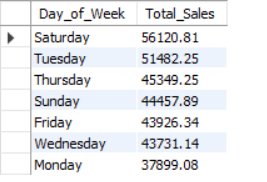 Day_of_Week Total_Sales
Saturday 56120.81
Tuesday 51482.25
Thursday 45349.25
Sunday 44457.89
Friday 43926.34
Wednesday 43731.14
Monday 37899.08